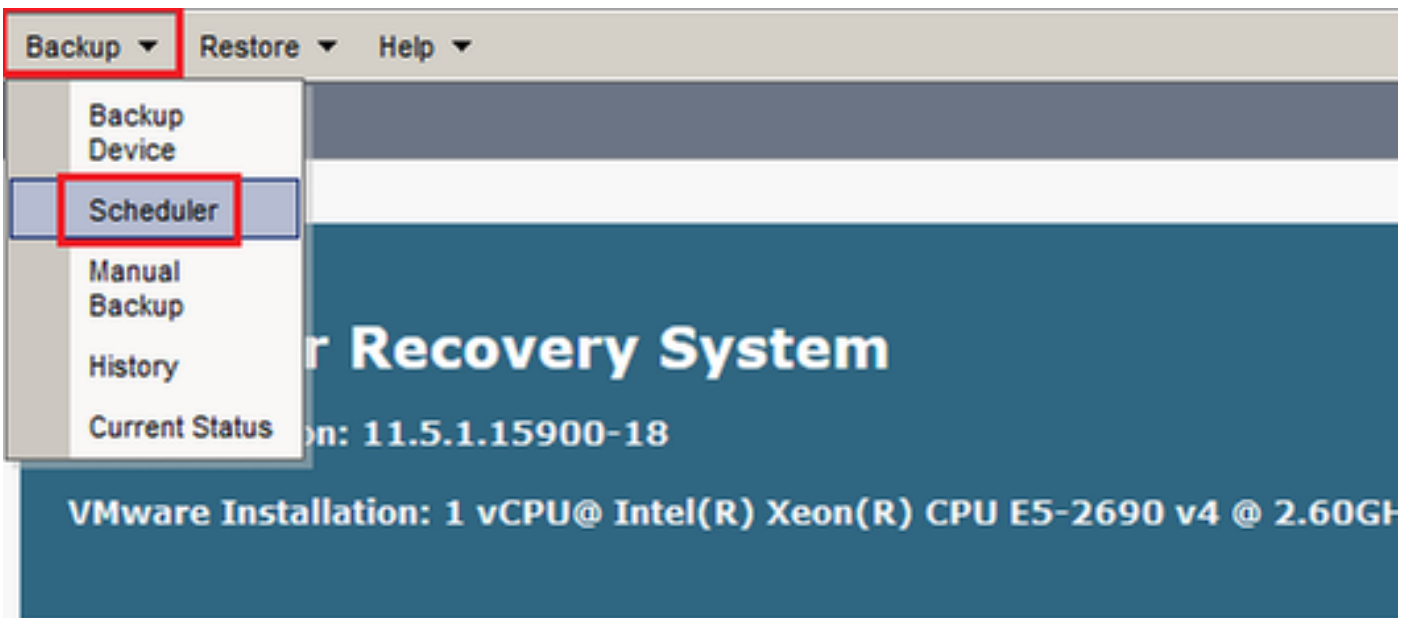 Backup Restore Help
Backup
Device
Scheduler
Manual
Backup
History
Current Status
r Recovery System
on: 11.5.1.15900-18
VMware Installation: 1 vCPU@ Intel(R) Xeon(R) CPU E5-2690 v4 @ 2.60GH